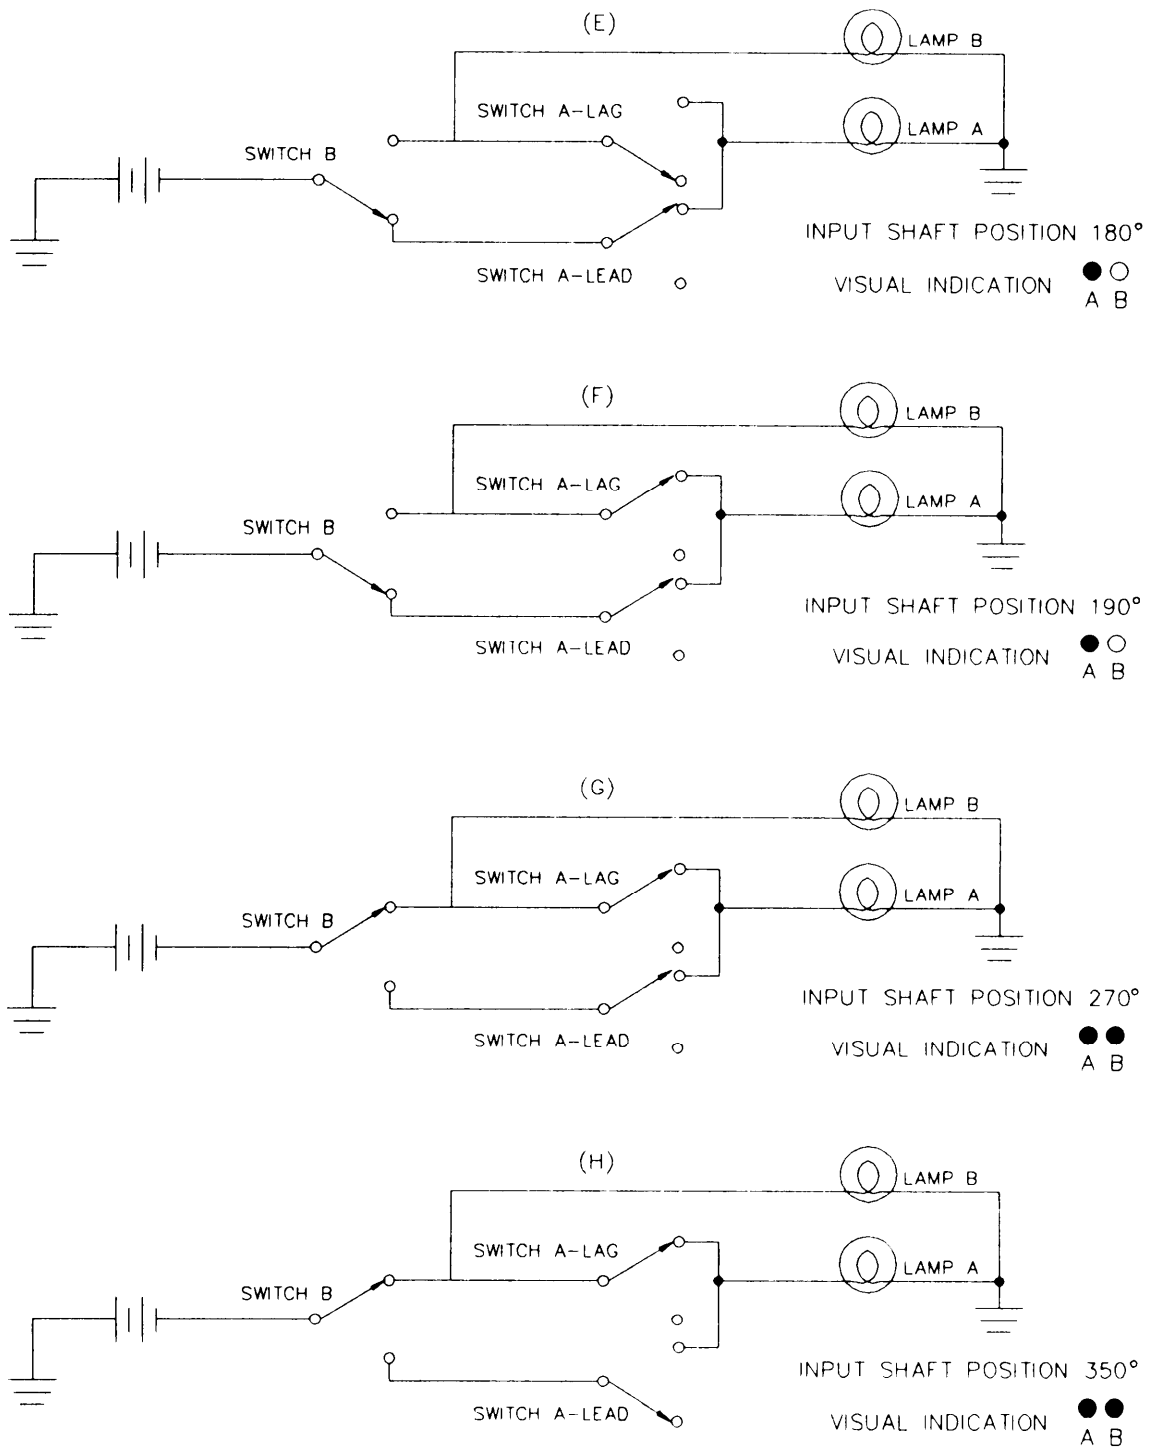 (E)
LAMP B
SWITCH A-LAG
LAMP A
SWITCH B
INPUT SHAFT POSITION 180°
SWITCH A-LEAD
VISUAL INDICATION
A B
(F)
LAMP B
SWITCH A-LAG
LAMP A
SWITCH B
INPUT SHAFT POSITION 190°
SWITCH A-LEAD
VISUAL INDICATION
A B
(G)
LAMP B
SWITCH A-LAG
LAMP A
SWITCH B
INPUT SHAFT POSITION 270°
SWITCH A-LEAD
VISUAL INDICATION
A B
(H)
LAMP B
SWITCH A-LAG
LAMP A
SWITCH B
INPUT SHAFT POSITION 350°
SWITCH A-LEAD
VISUAL INDICATION
A B